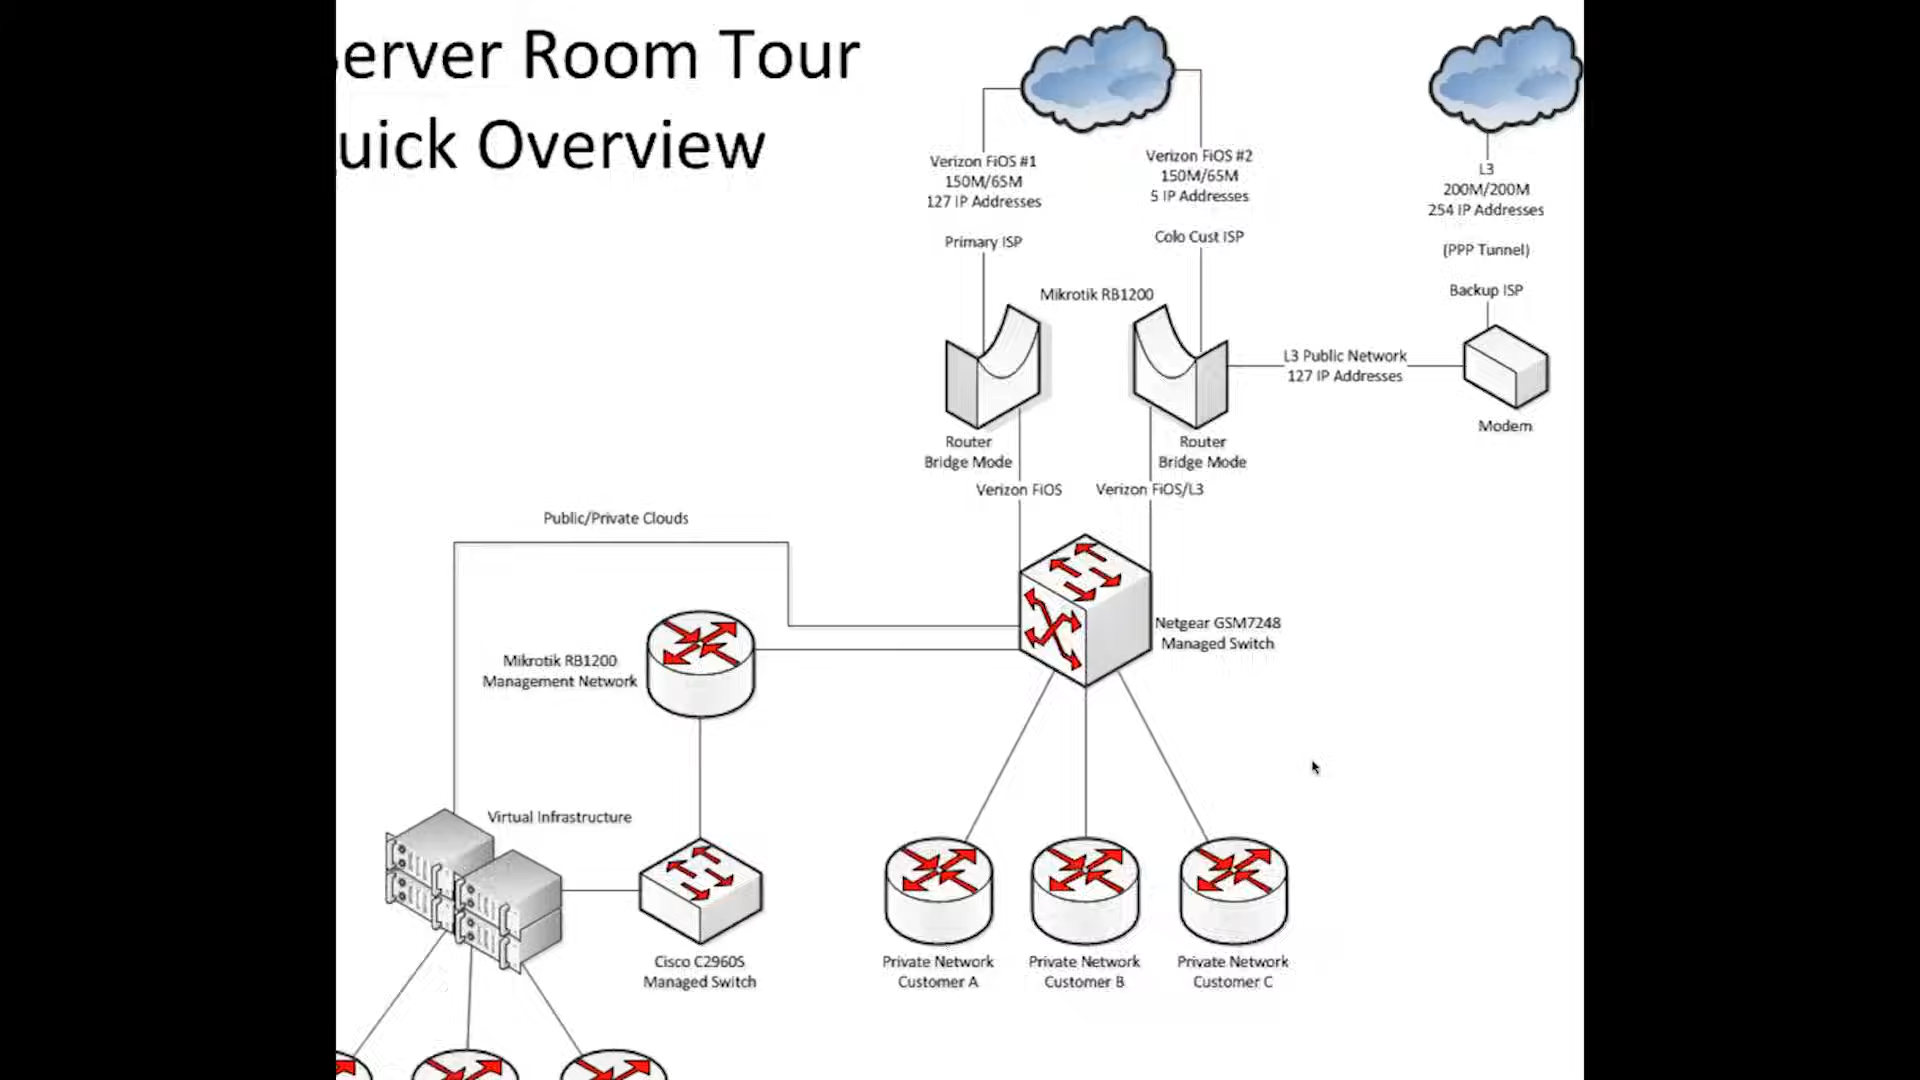 erver Room Tour
uick Overview
Verizon FiOS #1
150M/65M
127 IP Addresses
Primary ISP
Verizon FiOS #2
150M/65M
5 IP Addresses
Colo Cust ISP
L3
200M/200M
254 IP Addresses
(PPP Tunnel)
Backup ISP
Mikrotik RB1200
L3 Public Network
127 IP Addresses
Modem
Router
Bridge Mode
Router
Bridge Mode
Verizon FiOS
Verizon FiOS/L3
Public/Private Clouds
Netgear GSM7248
Managed Switch
Mikrotik RB1200
Management Network
Virtual Infrastructure
Cisco C2960S
Managed Switch
Private Network
Customer A
Private Network
Customer B
Private Network
Customer C